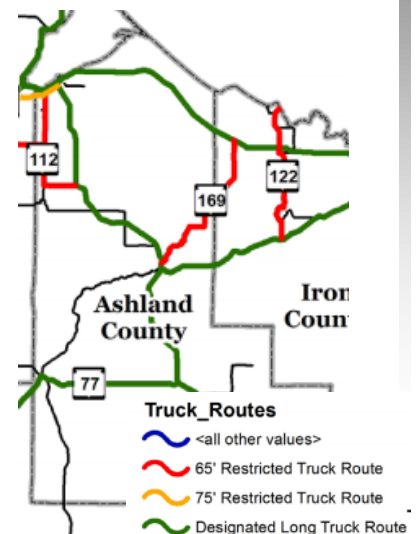 112
122
169
Ashland
County
Iron
Coun
77
Truck_Routes
<all other values>
65' Restricted Truck Route
75' Restricted Truck Route
Designated Long Truck Route